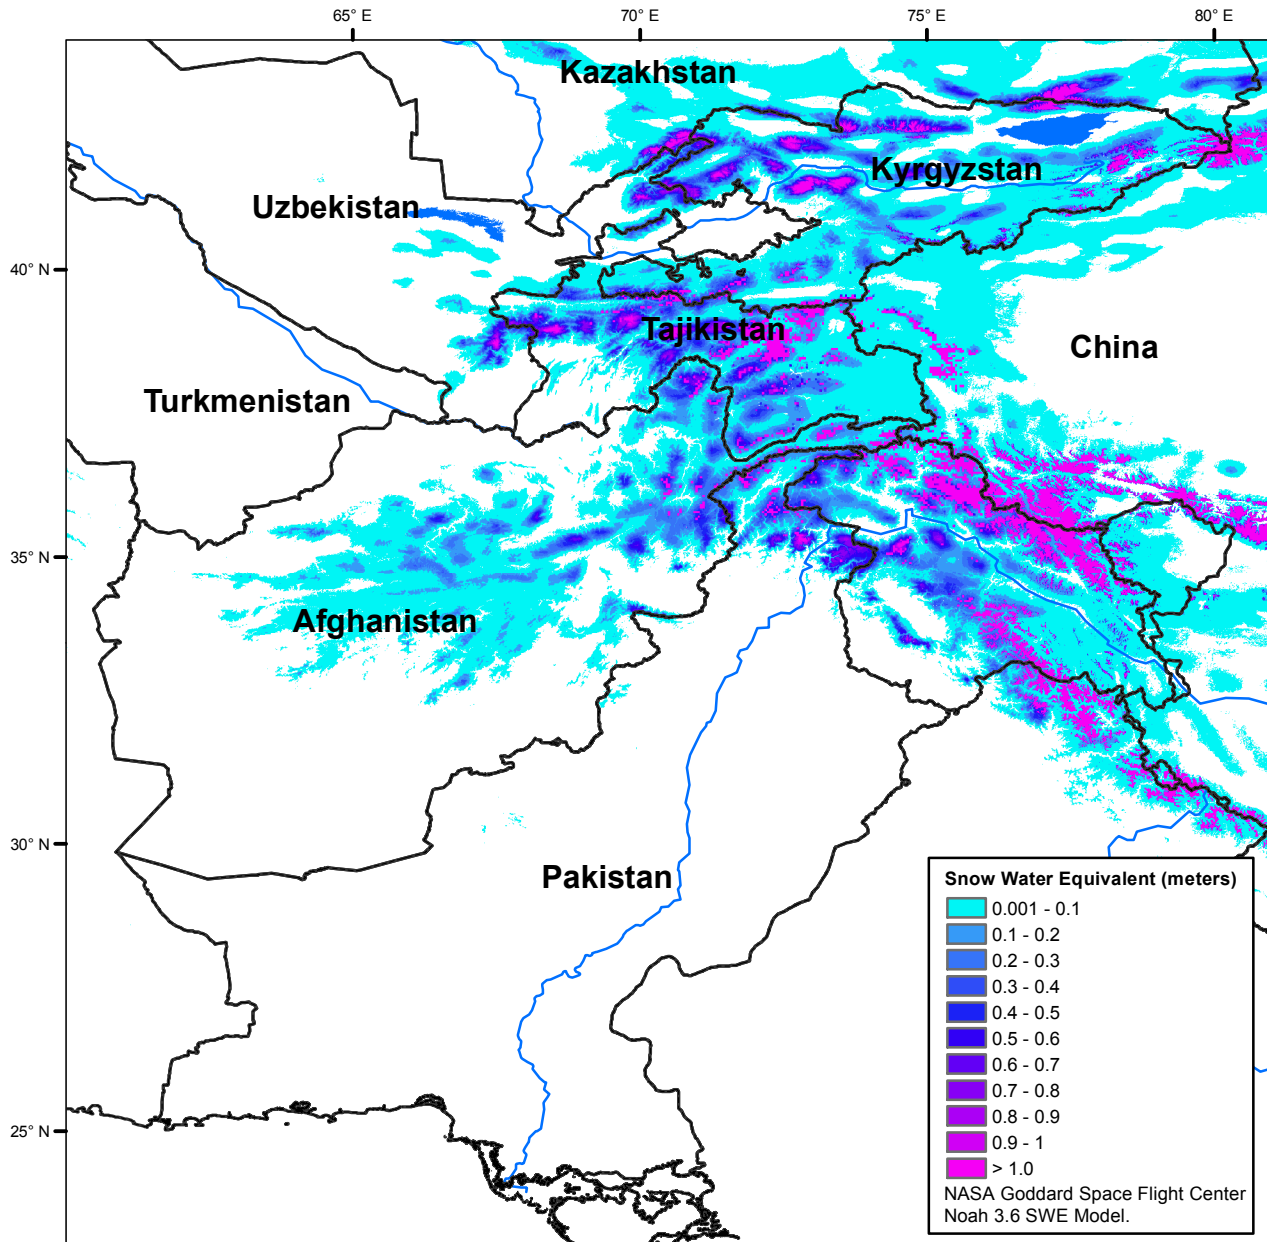 65° E
70° E
75° E
80° E
Kazakhstan
Kyrgyzstan
Uzbekistan
40° N
Tajikistan
China
Turkmenistan
35° N
Afghanistan
30° N
Pakistan
25° N
Snow Water Equivalent (meters)
0.001 - 0.1
0.1 - 0.2
0.2 - 0.3
0.3 - 0.4
0.4 - 0.5
0.5 - 0.6
0.6 - 0.7
0.7 - 0.8
0.8 - 0.9
0.9 - 1
> 1.0
NASA Goddard Space Flight Center
Noah 3.6 SWE Model.